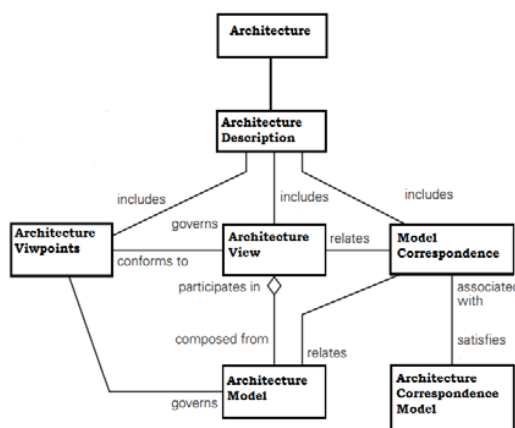 Architecture
Architecture
Description
includes
includes
includes
governs
Architecture
Viwpoints
conforms to
Architecture
View
relates
Model
Correspondence
participates in
associated
with
composed from
satisfies
relates
Architecture
Model
governs
Architecture
Correspondence
Model